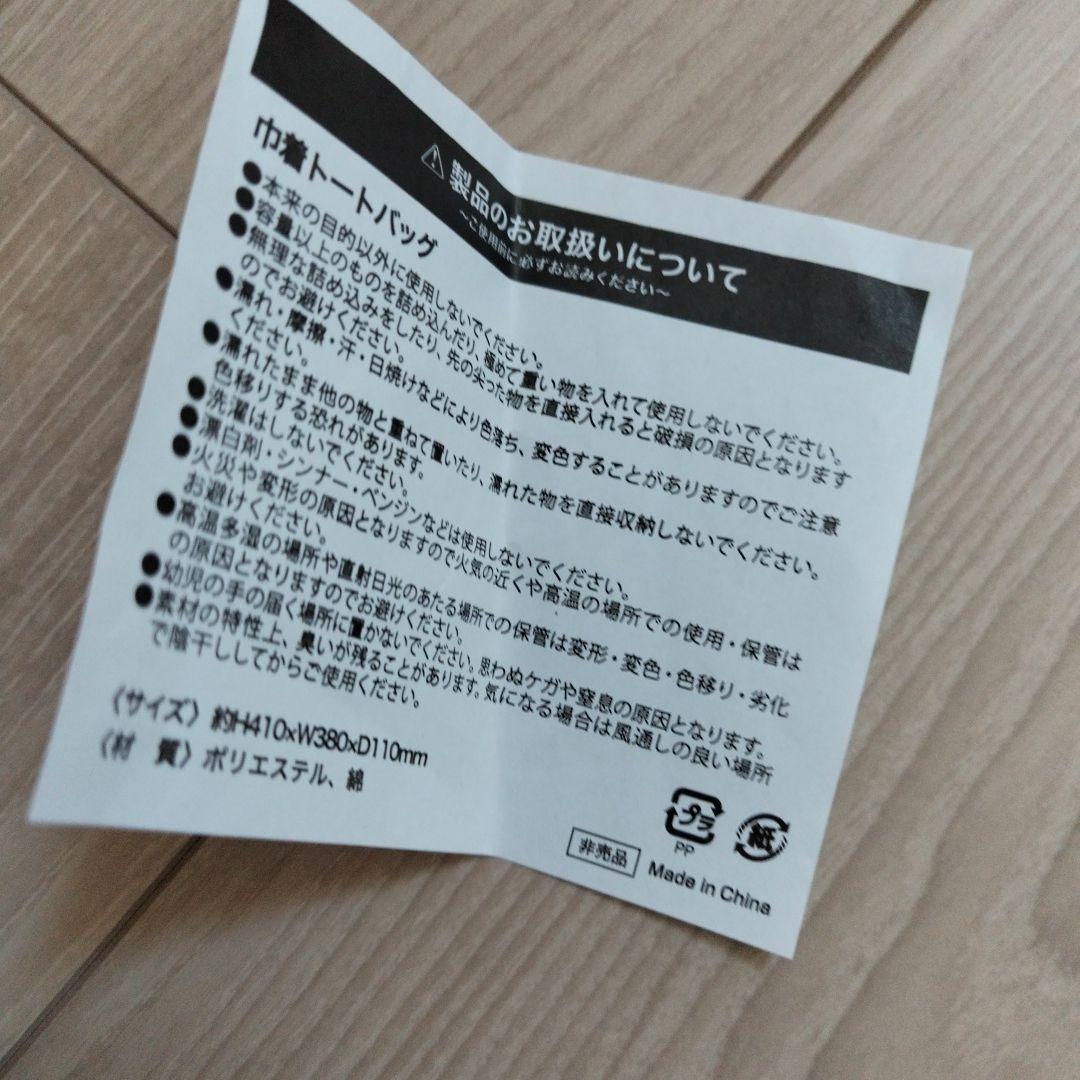 製品のお取扱いについて
~ご使用前に必ずお読みください~
巾着トートバッグ
●本来の目的以外に使用しないでください。
●容量以上のものを詰め込んだり、極めて重い物を入れて使用しないでください。
●無理な詰め込みをしたり、先の尖った物を直接入れると破損の原因となります
のでお避けください。
●濡れ・摩擦・汗・日焼けなどにより色落ち、変色することがありますのでご注意
ください。
●濡れたまま他の物と重ねて置いたり、濡れた物を直接収納しないでください。
色移りする恐れがあります。
●洗濯はしないでください。
●漂白剤・シンナー・ベンジンなどは使用しないでください。
●火災や変形の原因となりますので火気の近くや高温の場所での使用・保管は
お避けください。
●高温多湿の場所や直射日光のあたる場所での保管は変形・変色・色移り・劣化
の原因となりますのでお避けください。
●幼児の手の届く場所に置かないでください。思わぬケガや窒息の原因となります。
●素材の特性上、臭いが残ることがあります。気になる場合は風通しの良い場所
で陰干ししてからご使用ください。
〈サイズ〉約H410×W380×D110mm
〈材 質〉ポリエステル、綿
プラ 紙
PP
非売品 Made in China